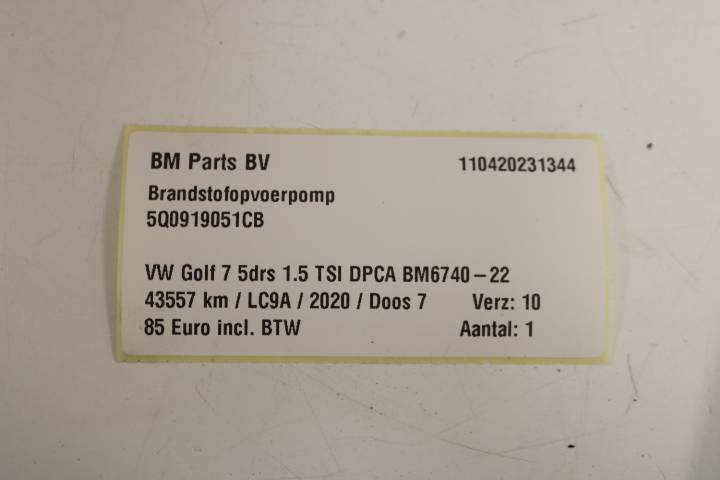 BM Parts BV 110420231344
Brandstofopvoerpomp
5Q0919051CB
VW Golf 7 5drs 1.5 TSI DPCA BM6740-22
43557 km / LC9A / 2020 / Doos 7 Verz: 10
85 Euro incl. BTW Aantal: 1